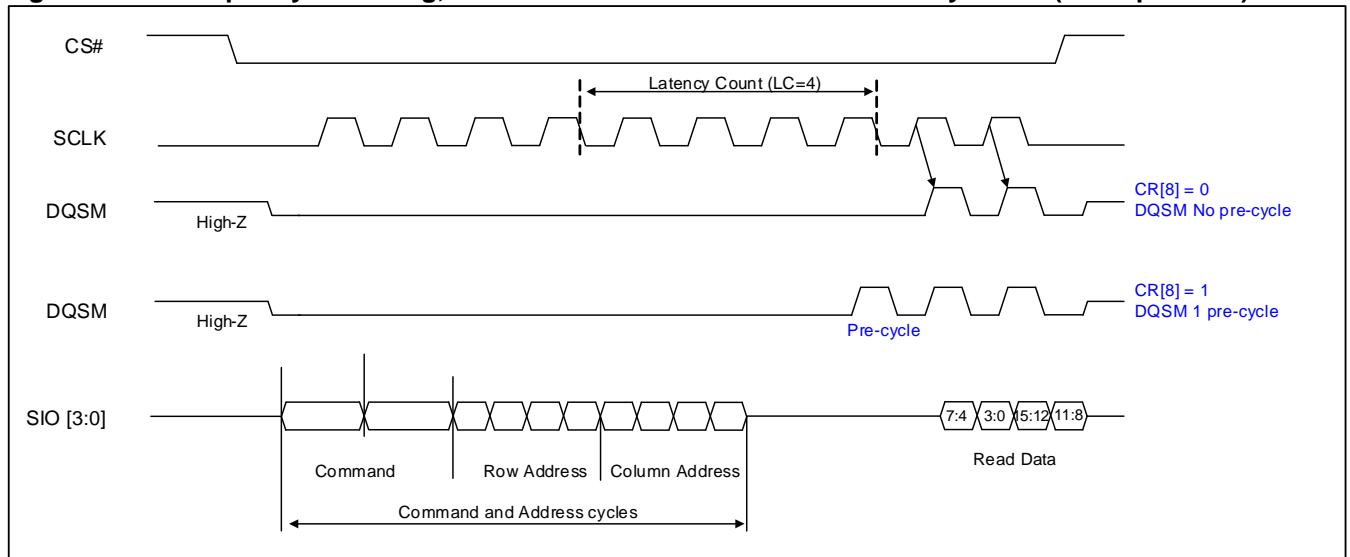 CS#
Latency Count (LC=4)
SCLK
DQSM
High-Z
CR[8] = 0
DQSM No pre-cycle
DQSM
High-Z
Pre-cycle
CR[8] = 1
DQSM 1 pre-cycle
SIO [3:0]
7:4 3:0 15:12 11:8
Command Row Address Column Address
Read Data
Command and Address cycles